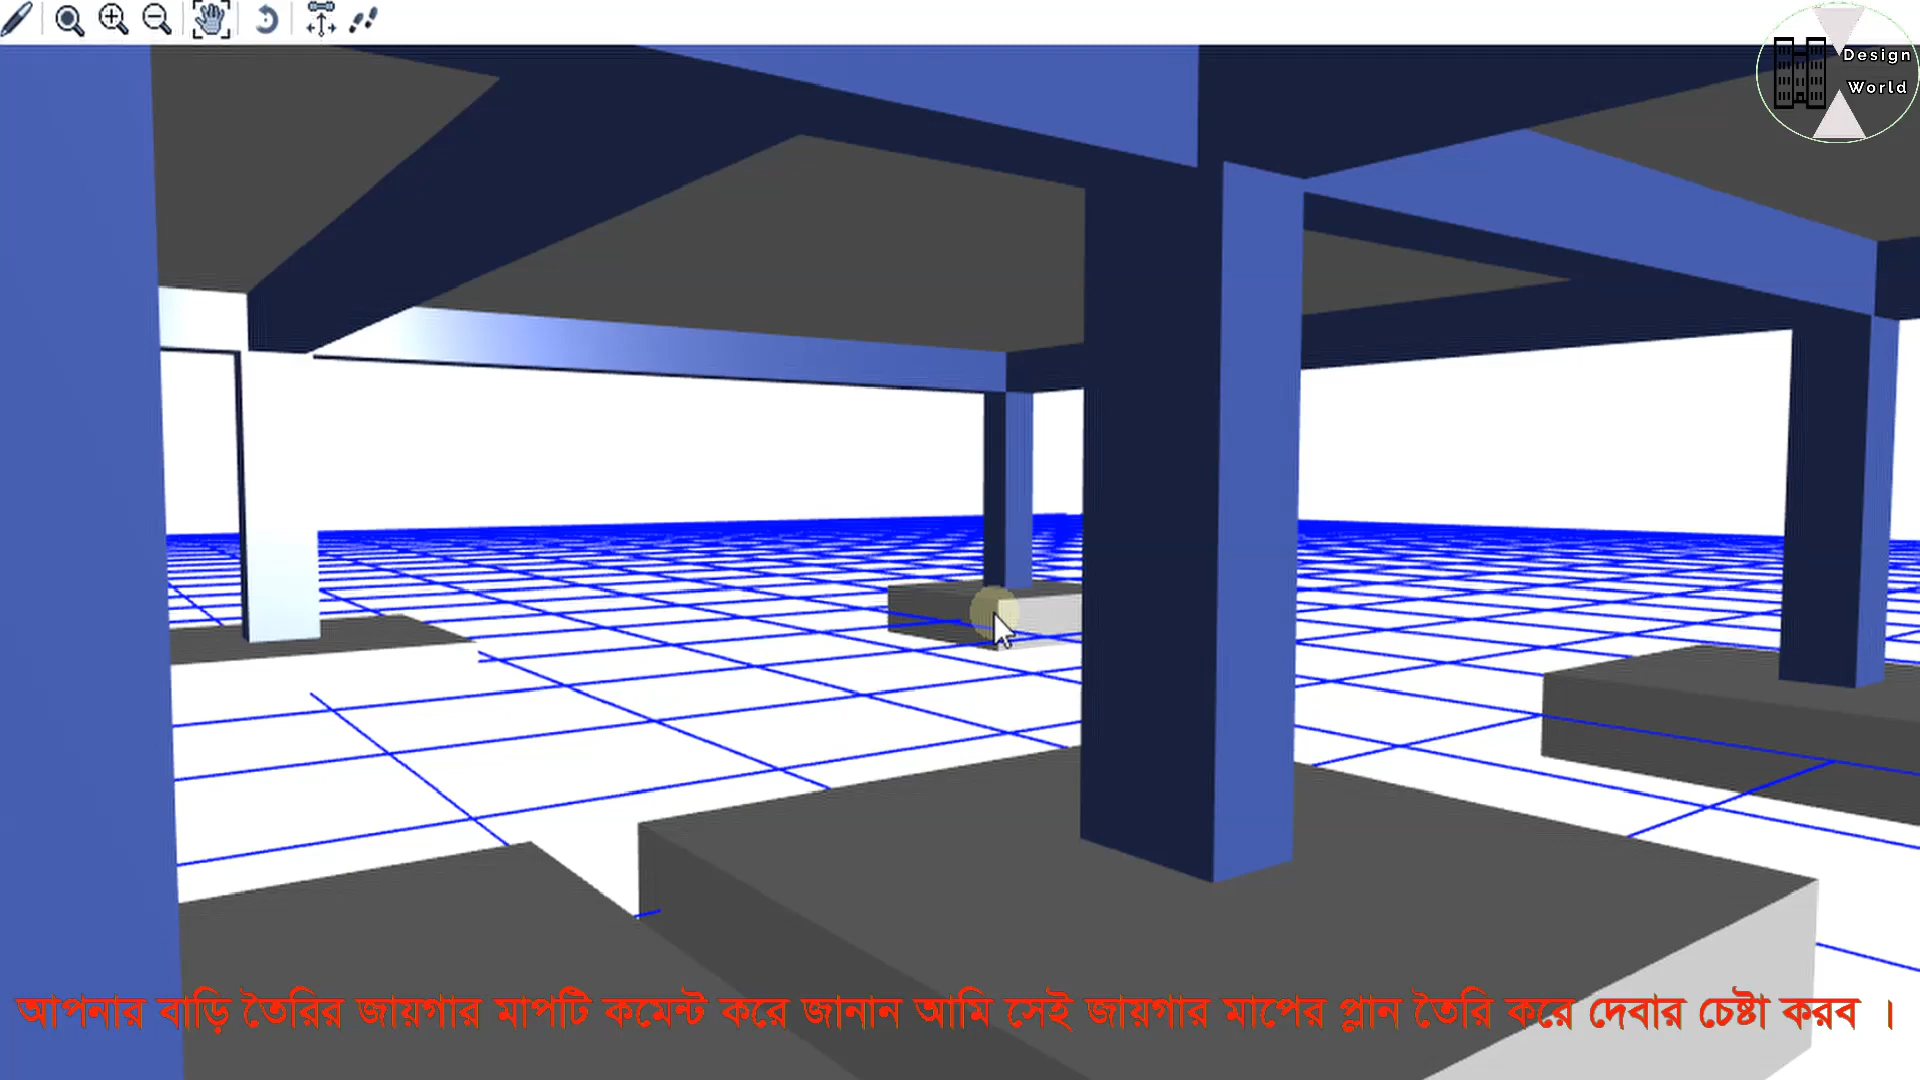 Design
World
আপনার বাড়ি তৈরির জায়গার মাপটি কমেন্ট করে জানান আমি সেই জায়গার মাপের প্লান তৈরি করে দেবার চেষ্টা করব ।